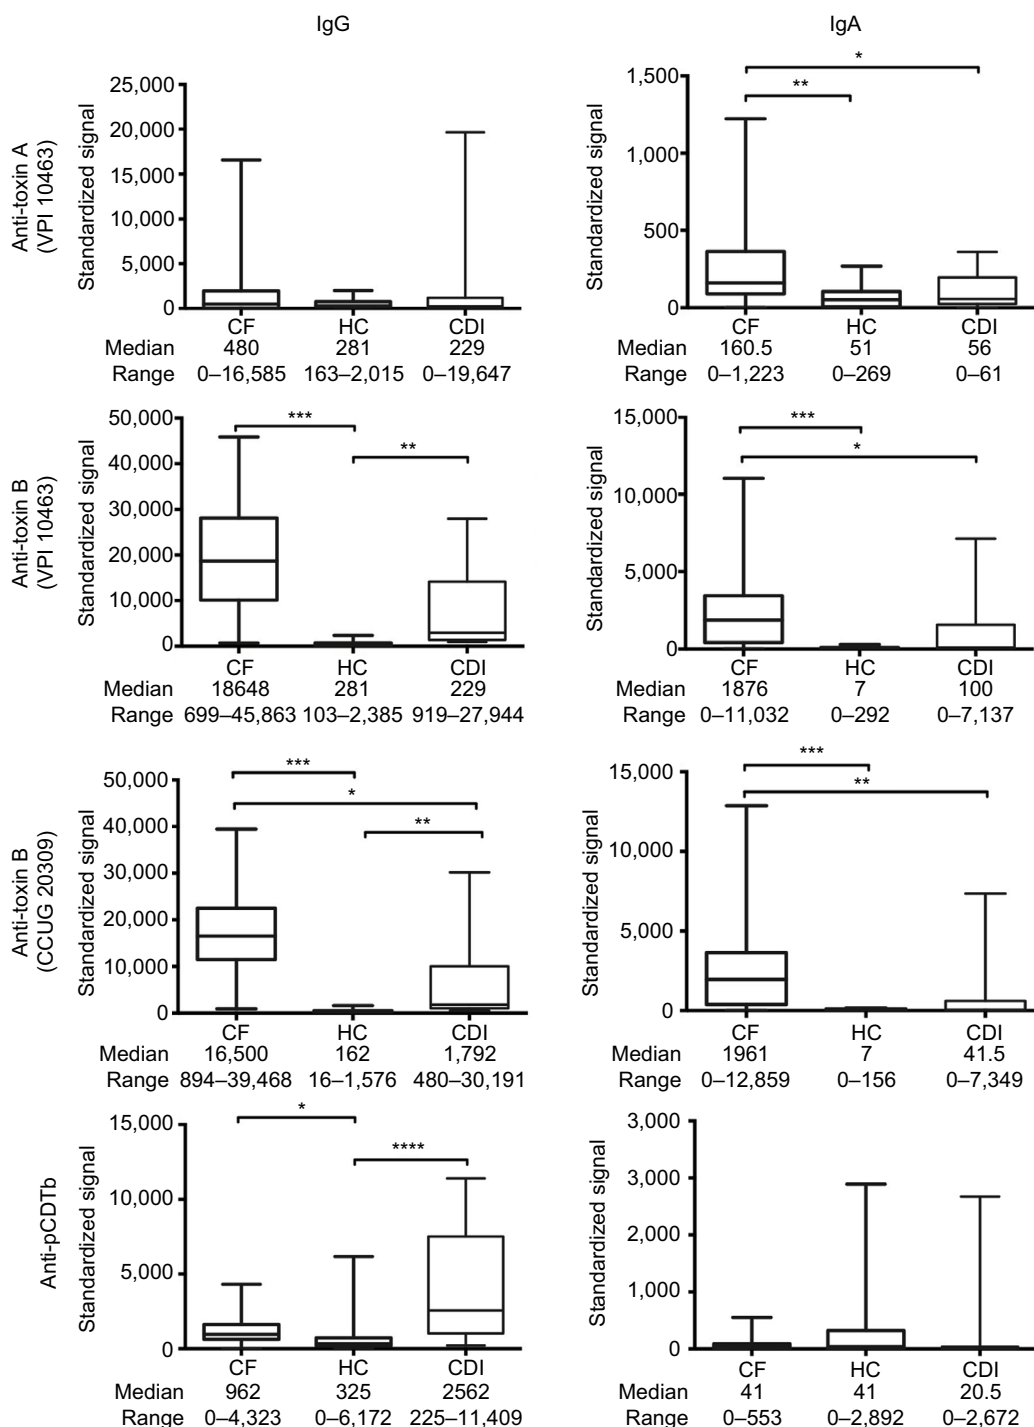 IgG
IgA
Anti-toxin A
(VPI 10463)
Standardized signal
25,000
20,000
15,000
10,000
5,000
0
CF HC CDI
Median 480 281 229
Range 0–16,585 163–2,015 0–19,647
Standardized signal
1,500
1,000
500
0
*
**
CF HC CDI
Median 160.5 51 56
Range 0–1,223 0–269 0–61
Anti-toxin B
(VPI 10463)
Standardized signal
50,000
40,000
30,000
20,000
10,000
0
***
**
CF HC CDI
Median 18648 281 229
Range 699–45,863 103–2,385 919–27,944
Standardized signal
15,000
10,000
5,000
0
***
*
CF HC CDI
Median 1876 7 100
Range 0–11,032 0–292 0–7,137
Anti-toxin B
(CCUG 20309)
Standardized signal
50,000
40,000
30,000
20,000
10,000
0
***
*
**
CF HC CDI
Median 16,500 162 1,792
Range 894–39,468 16–1,576 480–30,191
Standardized signal
15,000
10,000
5,000
0
***
**
CF HC CDI
Median 1961 7 41.5
Range 0–12,859 0–156 0–7,349
Anti-pCDTb
Standardized signal
15,000
10,000
5,000
0
*
****
CF HC CDI
Median 962 325 2562
Range 0–4,323 0–6,172 225–11,409
Standardized signal
3,000
3,000
2,000
1,000
0
CF HC CDI
Median 41 41 20.5
Range 0–553 0–2,892 0–2,672